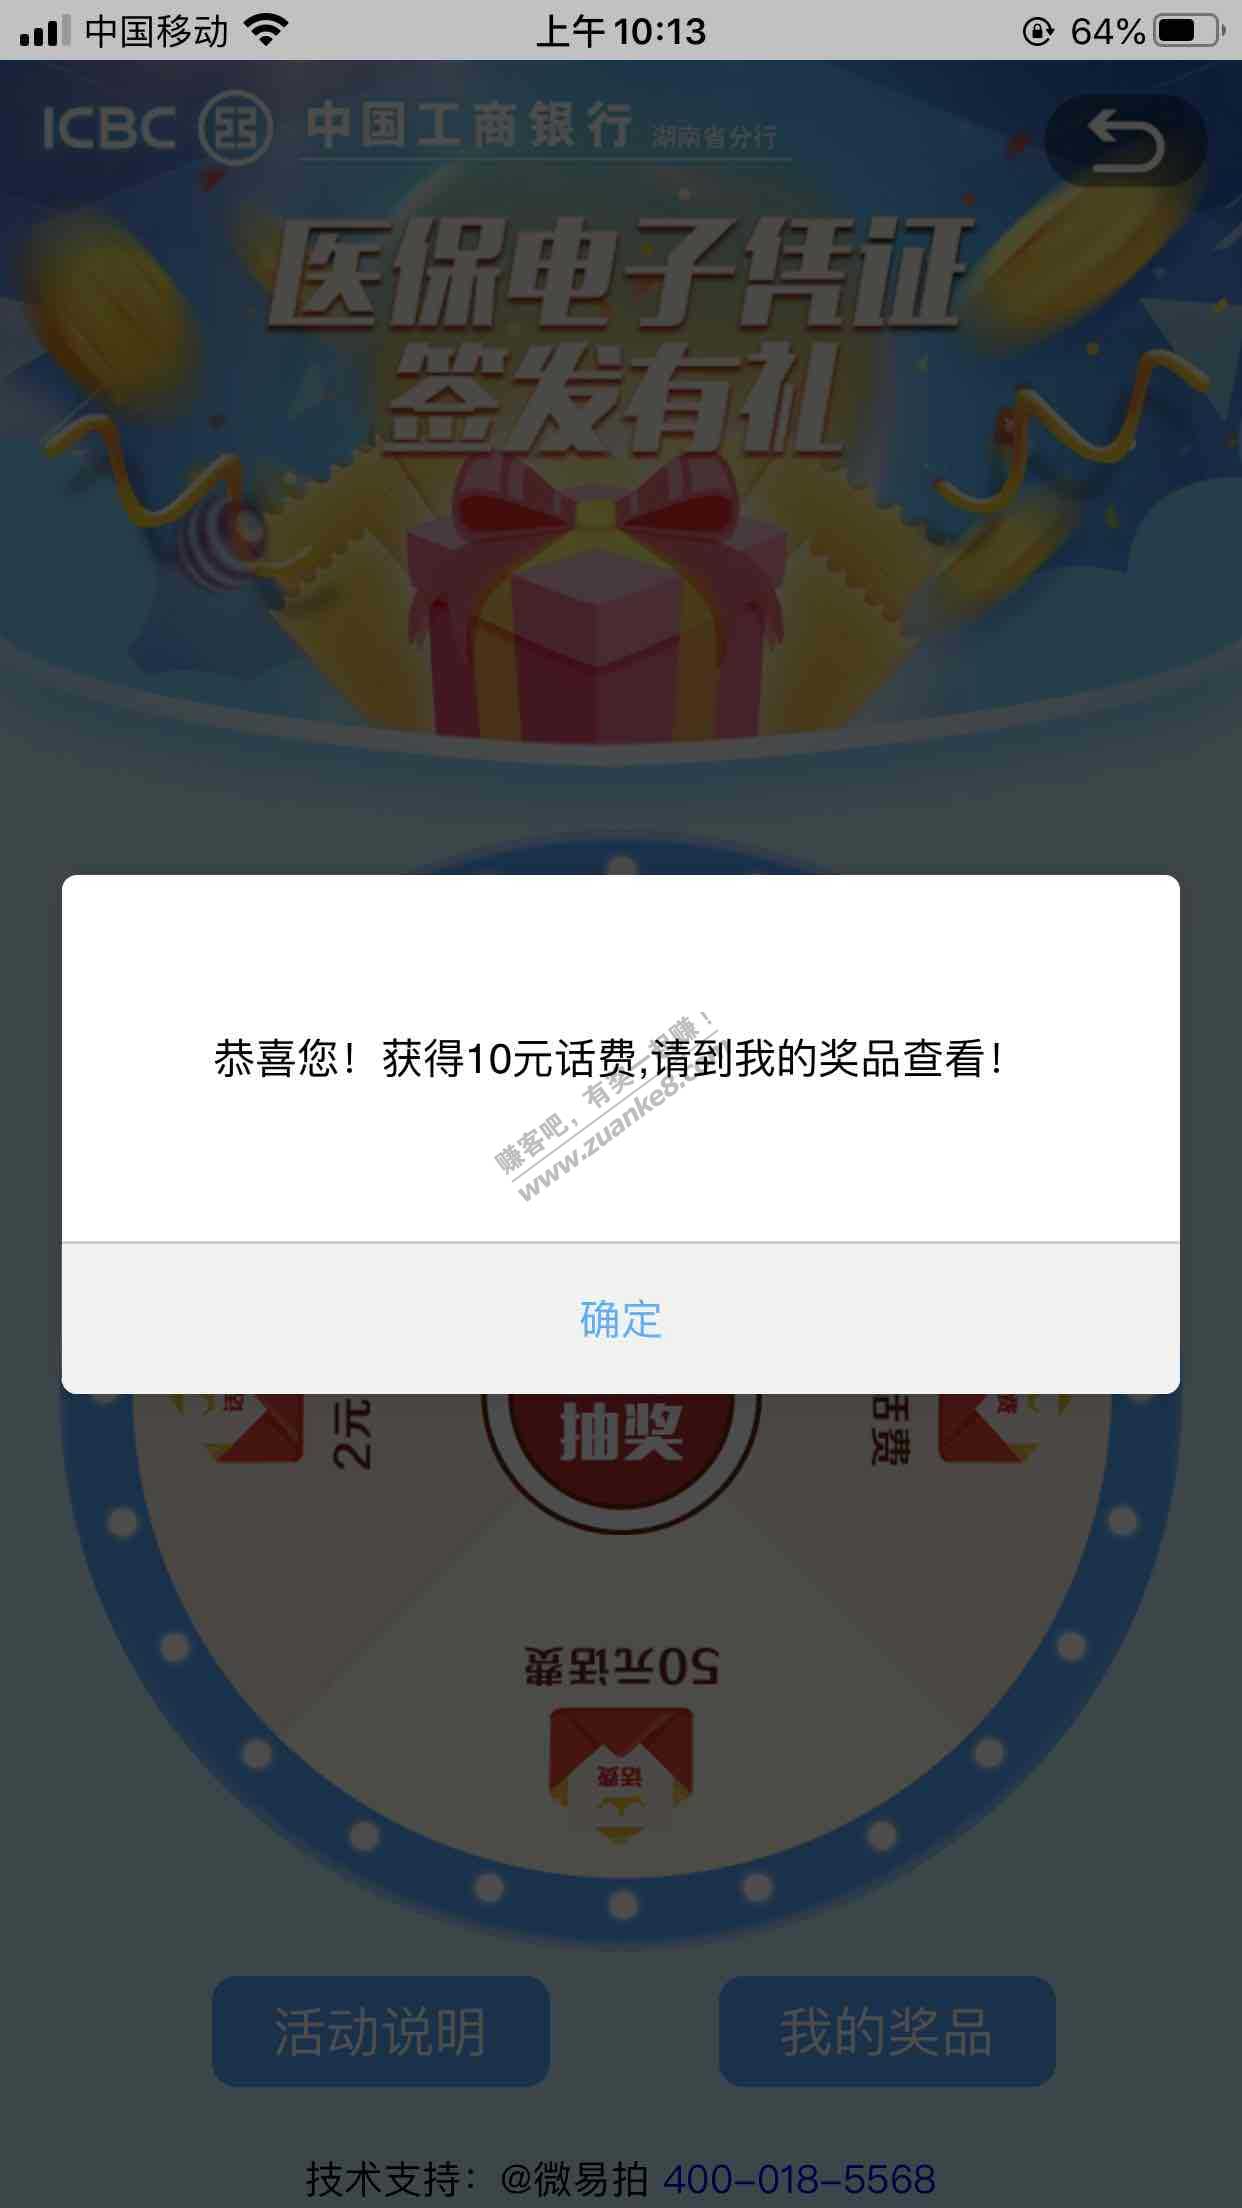 中国移动 上午10:13 64%
ICBC 中国工商银行 湖南省分行
医保电子凭证
签发有礼
恭喜您！获得10元话费,请到我的奖品查看！
赚客吧，有奖一起赚！
www.zuanke8.com
确定
抽奖
2元
话费
50元话费
话费
活动说明 我的奖品
技术支持：@微易拍 400-018-5568